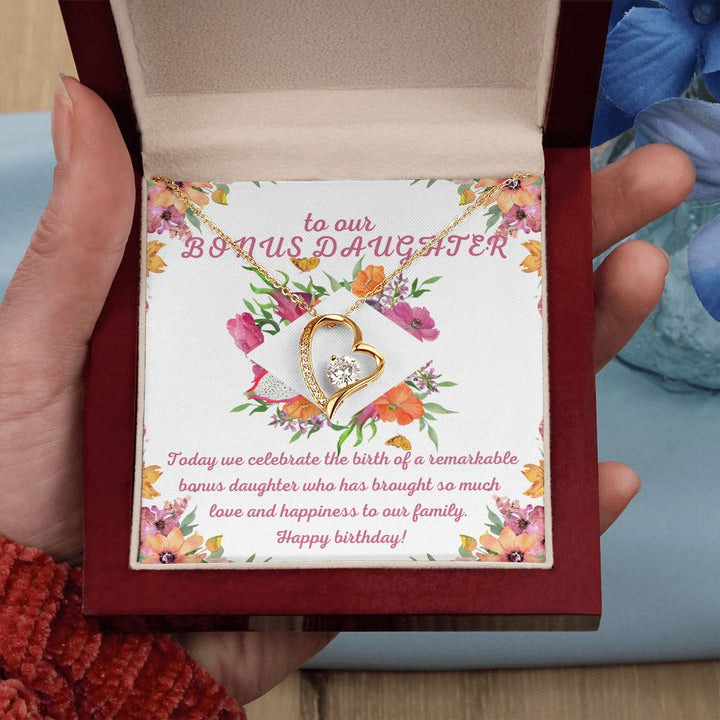 to our
BONUS DAUGHTER
Today we celebrate the birth of a remarkable
bonus daughter who has brought so much
love and happiness to our family.
Happy birthday!